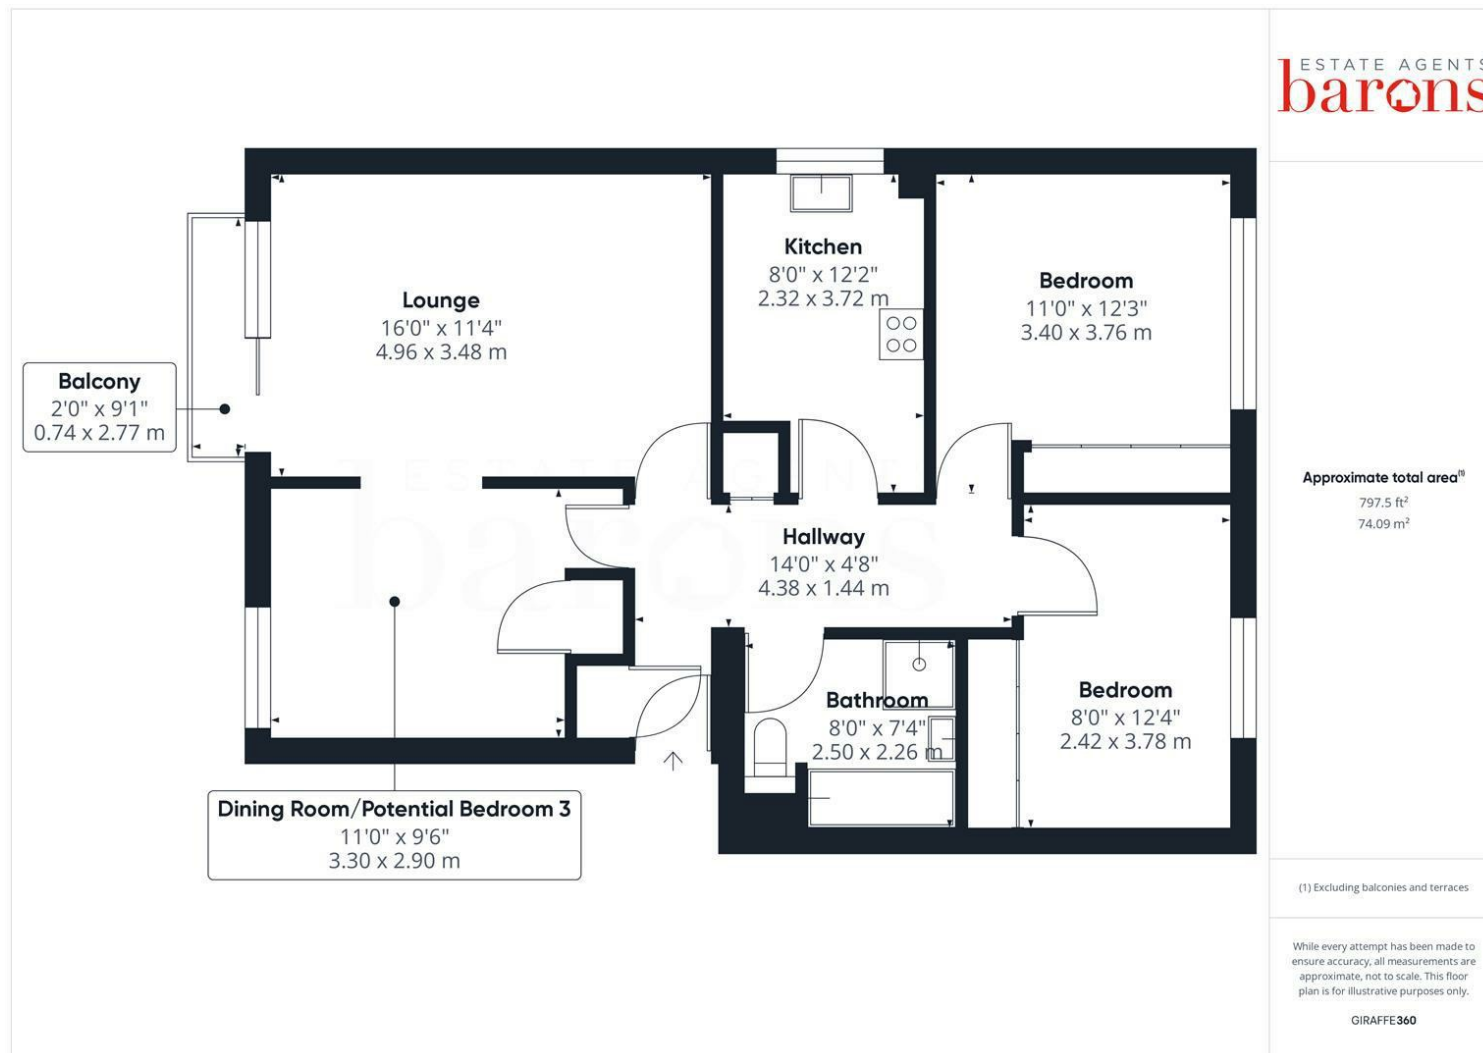 ESTATE AGENTS
barons
Kitchen
8'0" x 12'2"
2.32 x 3.72 m
Bedroom
11'0" x 12'3"
3.40 x 3.76 m
Lounge
16'0" x 11'4"
4.96 x 3.48 m
Balcony
2'0" x 9'1"
0.74 x 2.77 m
ESTATE AGENTS
barons
Hallway
14'0" x 4'8"
4.38 x 1.44 m
Bathroom
8'0" x 7'4"
2.50 x 2.26 m
Bedroom
8'0" x 12'4"
2.42 x 3.78 m
Dining Room/Potential Bedroom 3
11'0" x 9'6"
3.30 x 2.90 m
Approximate total area⁽¹⁾
797.5 ft²
74.09 m²
(1) Excluding balconies and terraces
While every attempt has been made to
ensure accuracy, all measurements are
approximate, not to scale. This floor
plan is for illustrative purposes only.
GIRAFFE360